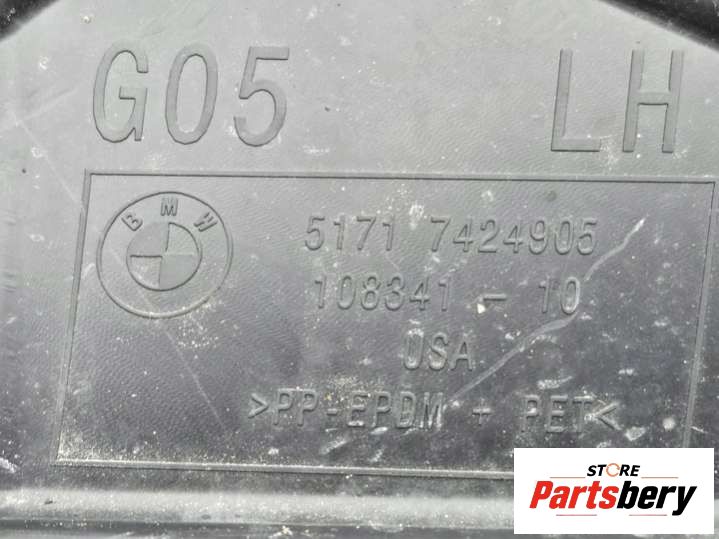 G05 LH
BMW
5171 7424905
108341 - 10
USA
>PP-EPDM + PET<
STORE
Partsbery